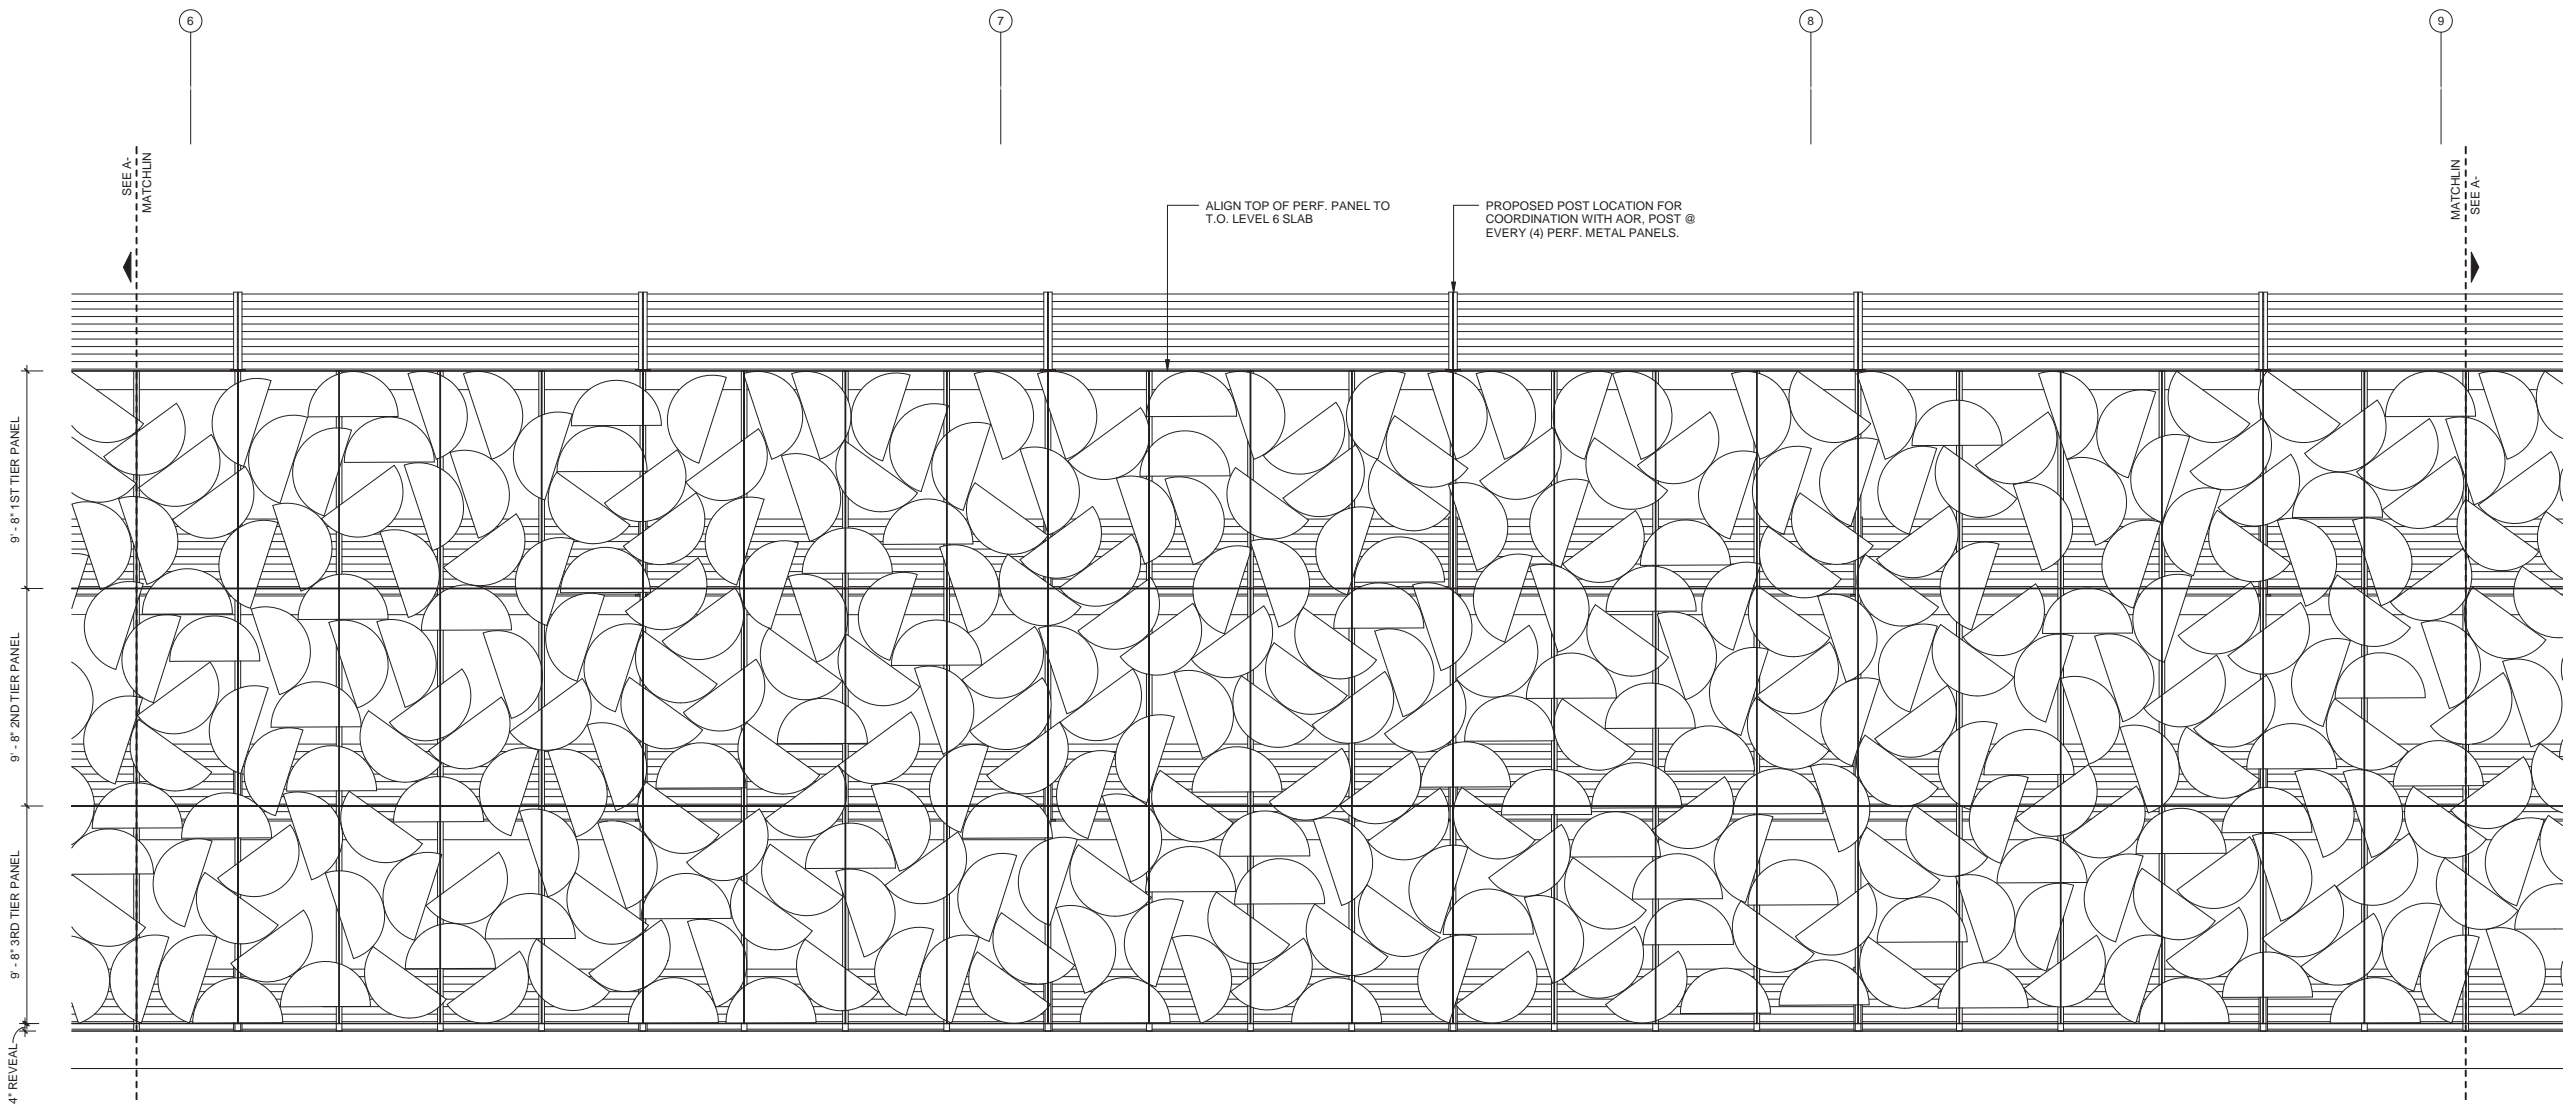 6
7
8
9
SEE A-
MATCHLIN
MATCHLIN
SEE A-
ALIGN TOP OF PERF. PANEL TO
T.O. LEVEL 6 SLAB
PROPOSED POST LOCATION FOR
COORDINATION WITH AOR, POST @
EVERY (4) PERF. METAL PANELS.
9' - 8" 1ST TIER PANEL
9' - 8" 2ND TIER PANEL
9' - 8" 3RD TIER PANEL
4" REVEAL